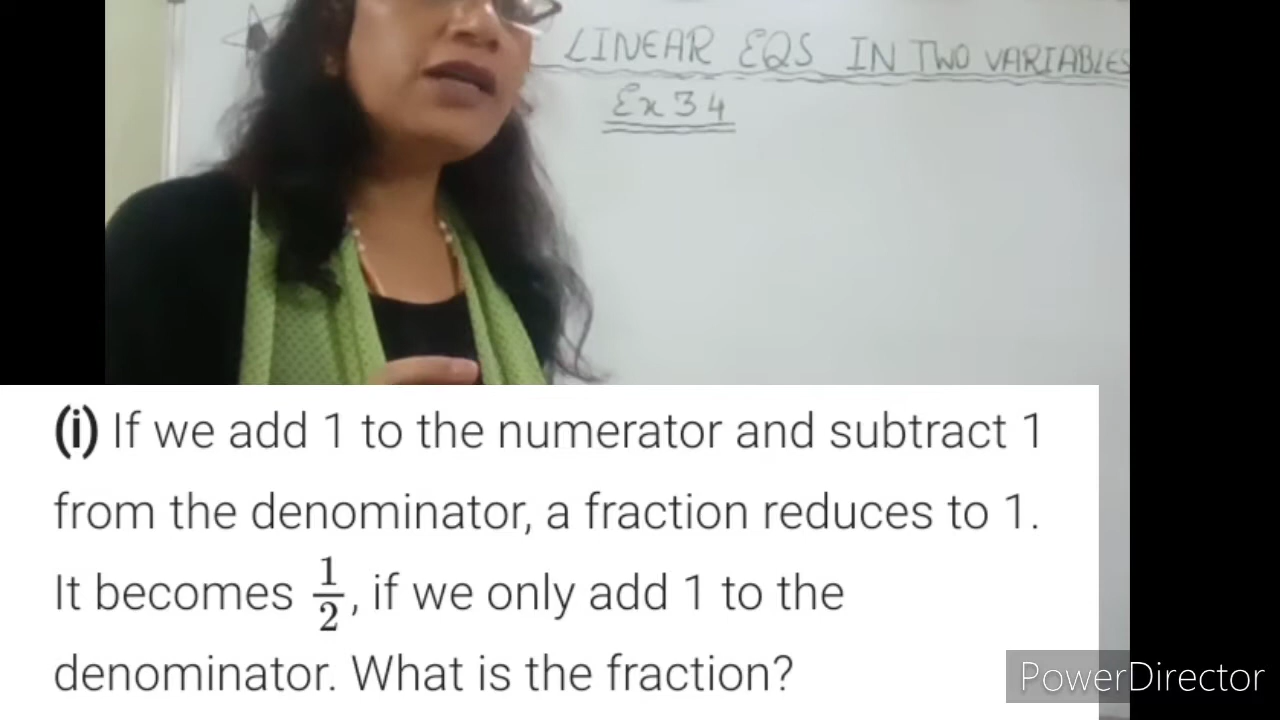 LINEAR EQS IN TWO VARIABLES
Ex 3 4
(i) If we add 1 to the numerator and subtract 1
from the denominator, a fraction reduces to 1.
It becomes 1/2, if we only add 1 to the
denominator. What is the fraction?
PowerDirector